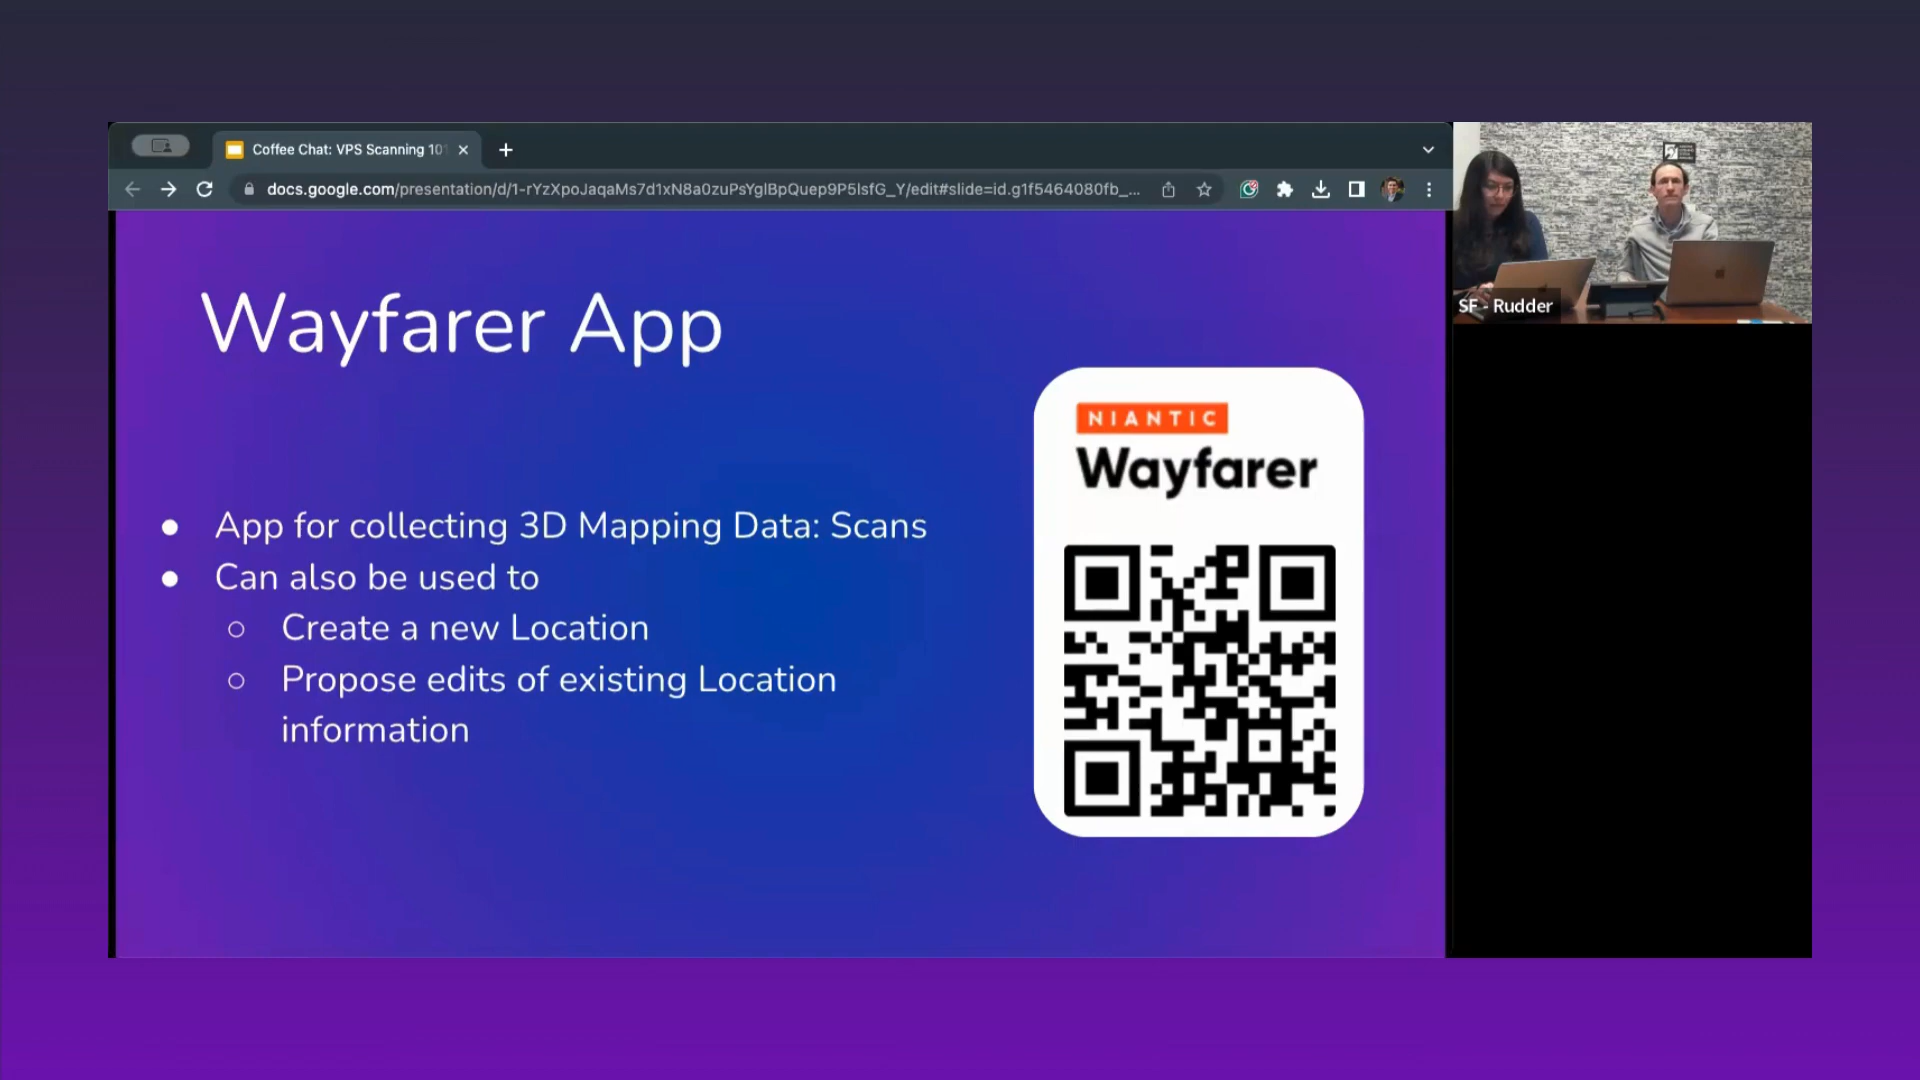 Coffee Chat: VPS Scanning 101
docs.google.com/presentation/d/1-rYzXpoJaqaMs7d1xN8a0zuPsYglBpQuep9P5lsfG_Y/edit#slide=id.g1f5464080fb_...
SF - Rudder
Wayfarer App
NIANTIC
Wayfarer
App for collecting 3D Mapping Data: Scans
Can also be used to
Create a new Location
Propose edits of existing Location
information